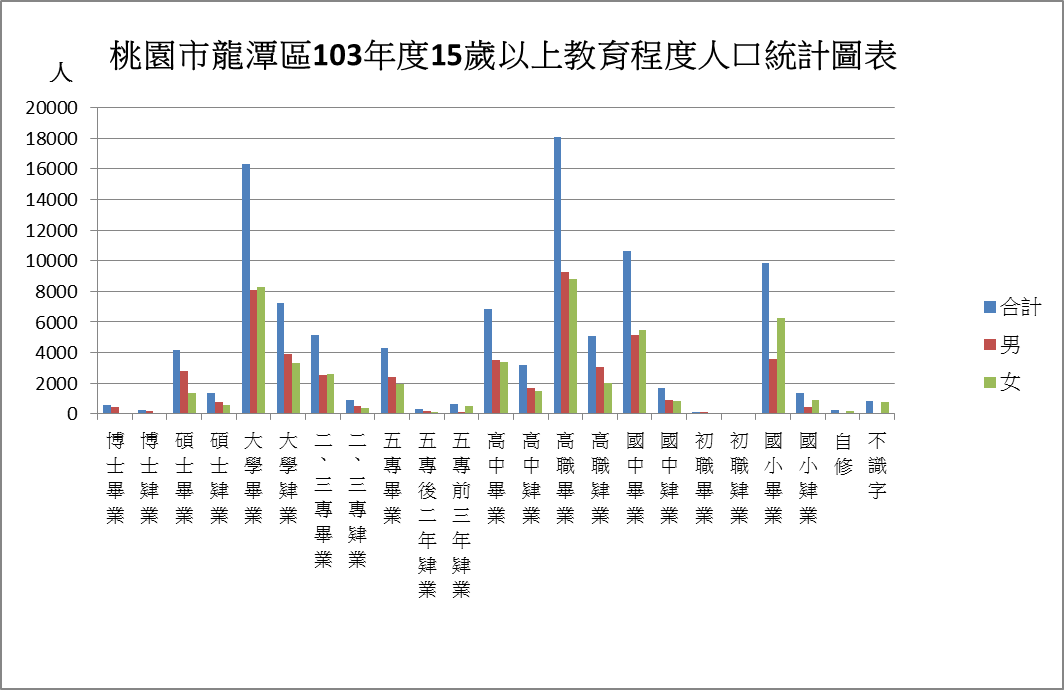 桃園市龍潭區103年度15歲以上教育程度人口統計圖表
人
20000
18000
16000
14000
12000
10000
8000
6000
4000
2000
0
博士畢業
博士肄業
碩士畢業
碩士肄業
大學畢業
大學肄業
二、三專畢業
二、三專肄業
五專畢業
五專後二年肄業
五專前三年肄業
高中畢業
高中肄業
高職畢業
高職肄業
國中畢業
國中肄業
初職畢業
初職肄業
國小畢業
國小肄業
自修
不識字
合計
男
女